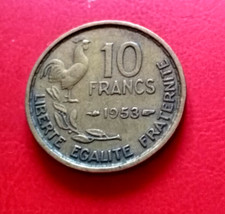 10
FRANCS
1953
LIBERTE EGALITE FRATERNITE